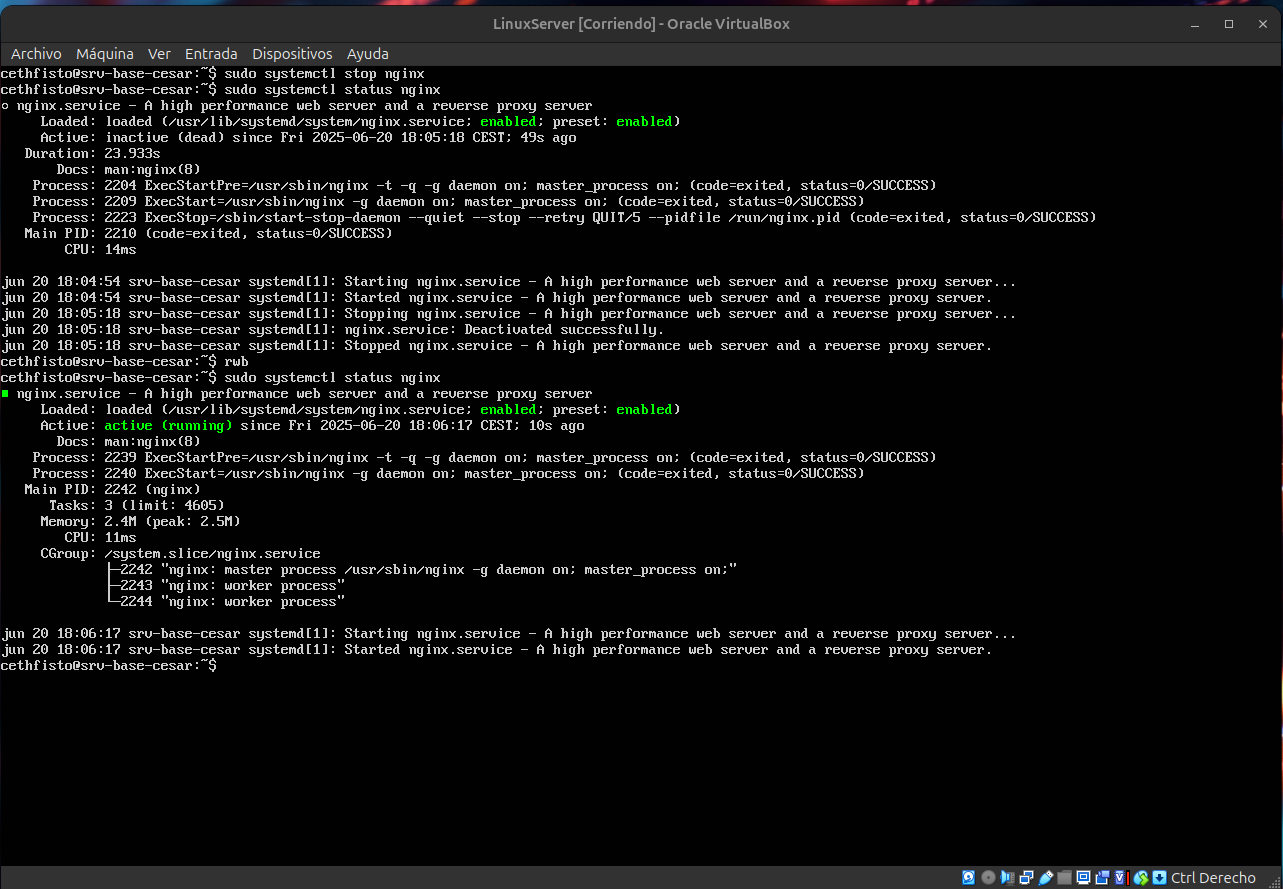 LinuxServer [Corriendo] - Oracle VirtualBox
Archivo Máquina Ver Entrada Dispositivos Ayuda
cethfisto@srv-base-cesar:~$ sudo systemctl stop nginx
cethfisto@srv-base-cesar:~$ sudo systemctl status nginx
○ nginx.service - A high performance web server and a reverse proxy server
     Loaded: loaded (/usr/lib/systemd/system/nginx.service; enabled; preset: enabled)
     Active: inactive (dead) since Fri 2025-06-20 18:05:18 CEST; 49s ago
   Duration: 23.933s
       Docs: man:nginx(8)
    Process: 2204 ExecStartPre=/usr/sbin/nginx -t -q -g daemon on; master_process on; (code=exited, status=0/SUCCESS)
    Process: 2209 ExecStart=/usr/sbin/nginx -g daemon on; master_process on; (code=exited, status=0/SUCCESS)
    Process: 2223 ExecStop=/sbin/start-stop-daemon --quiet --stop --retry QUIT/5 --pidfile /run/nginx.pid (code=exited, status=0/SUCCESS)
   Main PID: 2210 (code=exited, status=0/SUCCESS)
        CPU: 14ms
jun 20 18:04:54 srv-base-cesar systemd[1]: Starting nginx.service - A high performance web server and a reverse proxy server...
jun 20 18:04:54 srv-base-cesar systemd[1]: Started nginx.service - A high performance web server and a reverse proxy server.
jun 20 18:05:18 srv-base-cesar systemd[1]: Stopping nginx.service - A high performance web server and a reverse proxy server...
jun 20 18:05:18 srv-base-cesar systemd[1]: nginx.service: Deactivated successfully.
jun 20 18:05:18 srv-base-cesar systemd[1]: Stopped nginx.service - A high performance web server and a reverse proxy server.
cethfisto@srv-base-cesar:~$ rwb
cethfisto@srv-base-cesar:~$ sudo systemctl status nginx
■ nginx.service - A high performance web server and a reverse proxy server
     Loaded: loaded (/usr/lib/systemd/system/nginx.service; enabled; preset: enabled)
     Active: active (running) since Fri 2025-06-20 18:06:17 CEST; 10s ago
       Docs: man:nginx(8)
    Process: 2239 ExecStartPre=/usr/sbin/nginx -t -q -g daemon on; master_process on; (code=exited, status=0/SUCCESS)
    Process: 2240 ExecStart=/usr/sbin/nginx -g daemon on; master_process on; (code=exited, status=0/SUCCESS)
   Main PID: 2242 (nginx)
      Tasks: 3 (limit: 4605)
     Memory: 2.4M (peak: 2.5M)
        CPU: 11ms
     CGroup: /system.slice/nginx.service
             ├─2242 "nginx: master process /usr/sbin/nginx -g daemon on; master_process on;"
             ├─2243 "nginx: worker process"
             └─2244 "nginx: worker process"
jun 20 18:06:17 srv-base-cesar systemd[1]: Starting nginx.service - A high performance web server and a reverse proxy server...
jun 20 18:06:17 srv-base-cesar systemd[1]: Started nginx.service - A high performance web server and a reverse proxy server.
cethfisto@srv-base-cesar:~$
Ctrl Derecho